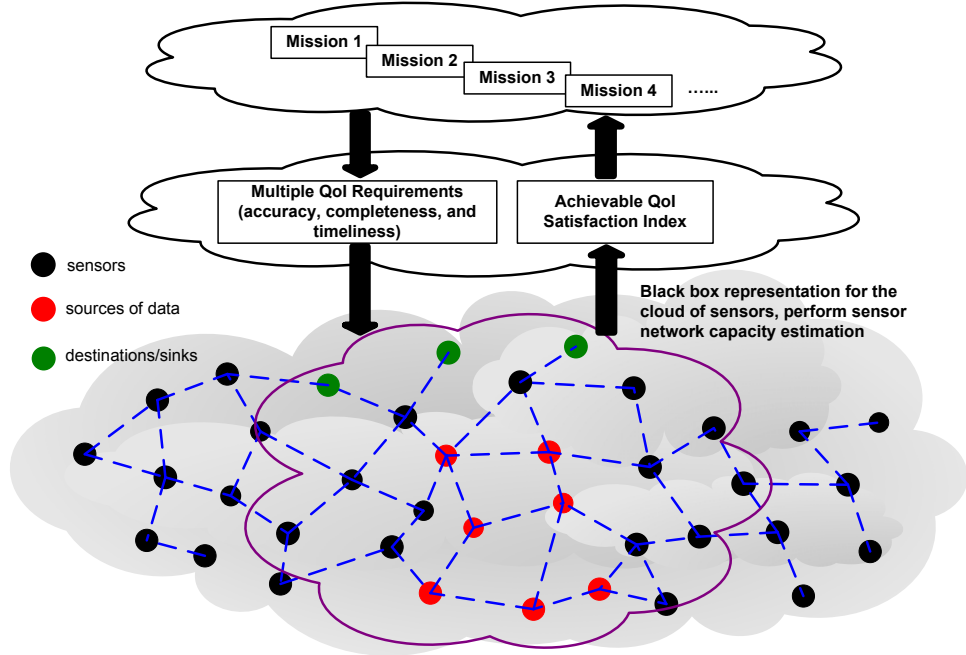 Mission 1
Mission 2
Mission 3
Mission 4
…...
Multiple QoI Requirements
(accuracy, completeness, and
timeliness)
Achievable QoI
Satisfaction Index
sensors
sources of data
destinations/sinks
Black box representation for the
cloud of sensors, perform sensor
network capacity estimation